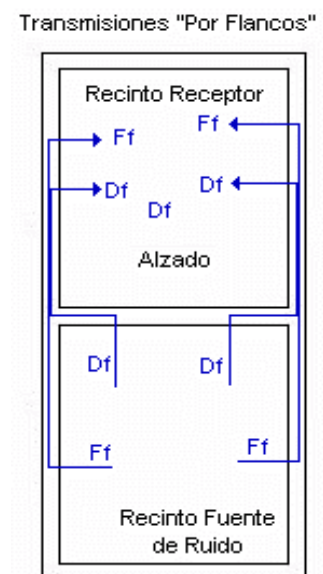 Transmisiones "Por Flancos"
Recinto Receptor
Ff
Ff
Df
Df
Df
Alzado
Df
Df
Ff
Ff
Recinto Fuente
de Ruido